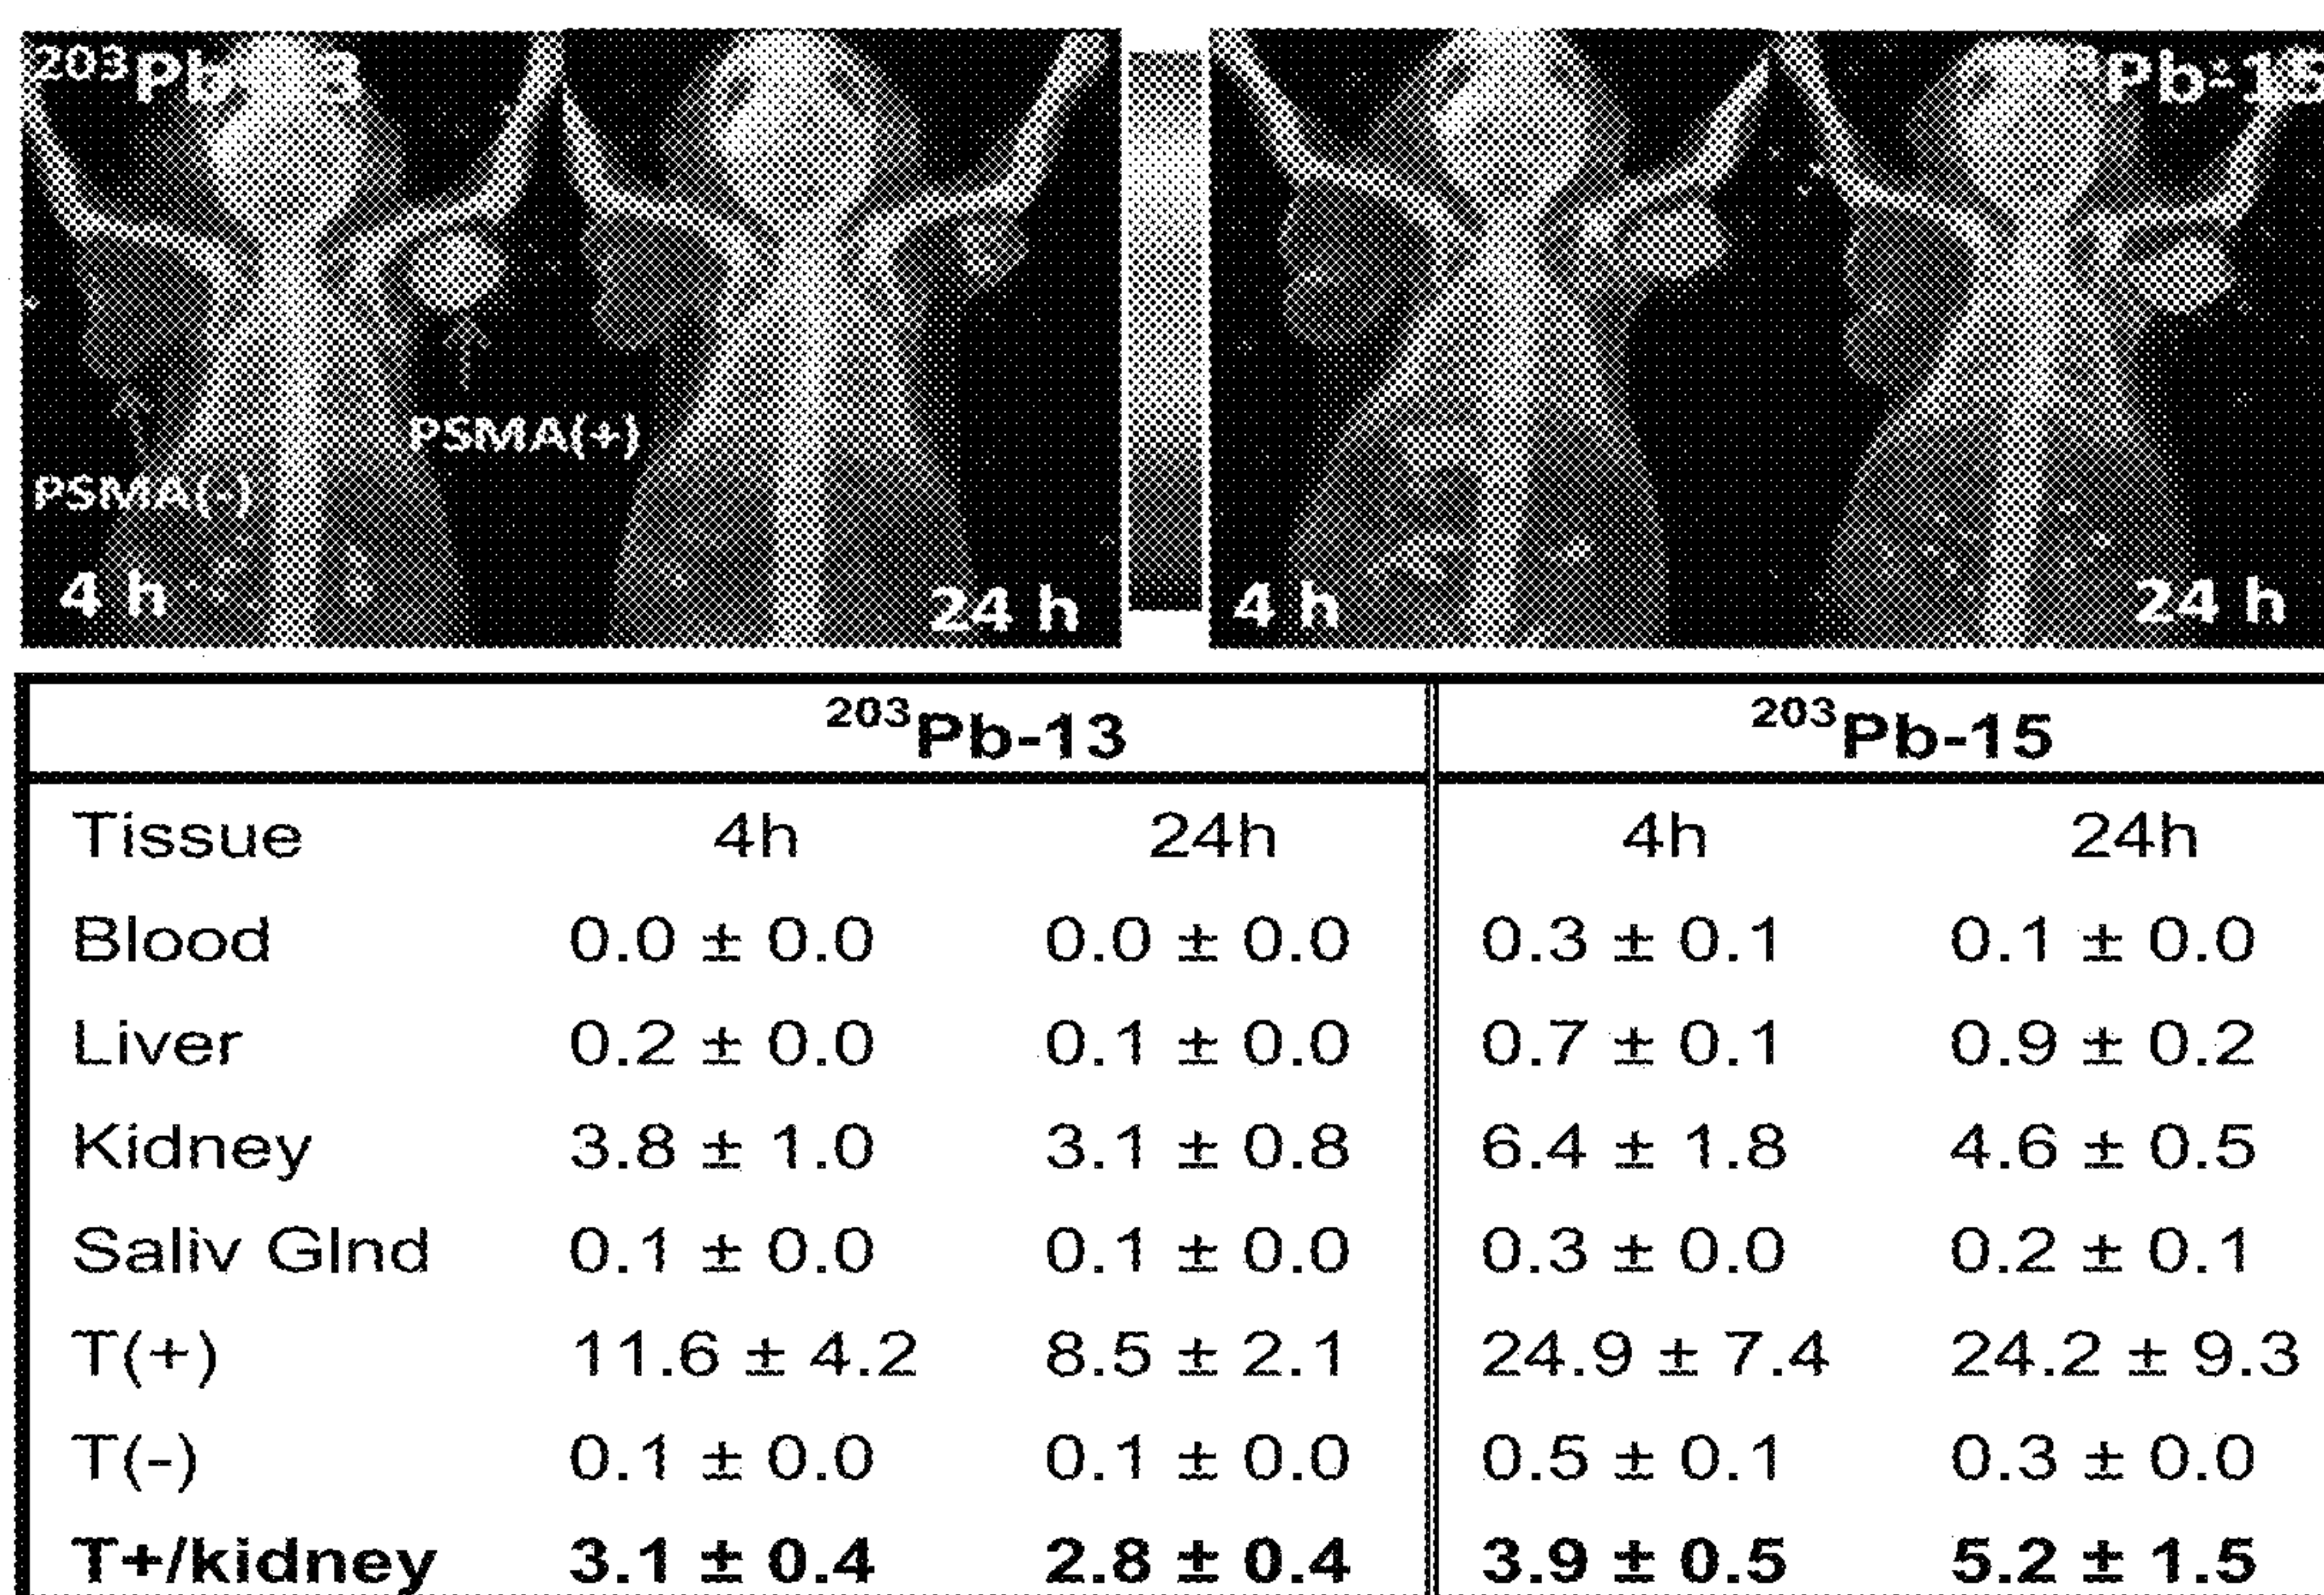 ²⁰³Pb 3
Pb-15
PSMA(+)
PSMA(-)
4 h
24 h
4 h
24 h
²⁰³Pb-13 ²⁰³Pb-15
Tissue 4h 24h 4h 24h
Blood 0.0 ± 0.0 0.0 ± 0.0 0.3 ± 0.1 0.1 ± 0.0
Liver 0.2 ± 0.0 0.1 ± 0.0 0.7 ± 0.1 0.9 ± 0.2
Kidney 3.8 ± 1.0 3.1 ± 0.8 6.4 ± 1.8 4.6 ± 0.5
Saliv Glnd 0.1 ± 0.0 0.1 ± 0.0 0.3 ± 0.0 0.2 ± 0.1
T(+) 11.6 ± 4.2 8.5 ± 2.1 24.9 ± 7.4 24.2 ± 9.3
T(-) 0.1 ± 0.0 0.1 ± 0.0 0.5 ± 0.1 0.3 ± 0.0
T+/kidney 3.1 ± 0.4 2.8 ± 0.4 3.9 ± 0.5 5.2 ± 1.5